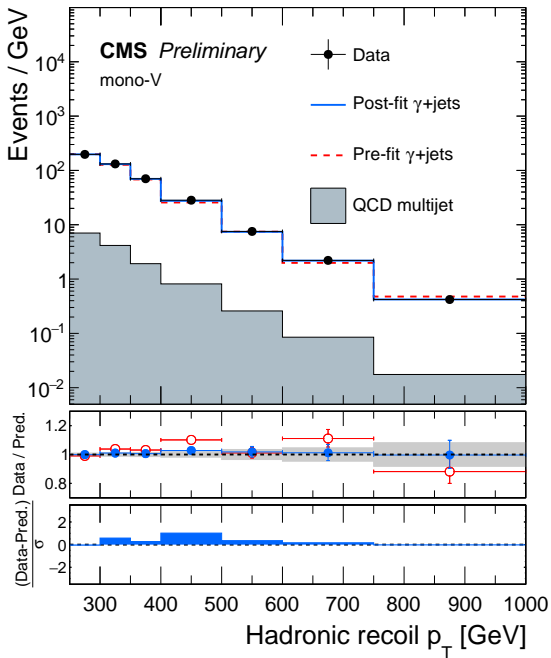 CMS Preliminary
mono-V
Data
Post-fit γ+jets
Pre-fit γ+jets
QCD multijet
Events / GeV
10⁴
10³
10²
10
1
10⁻¹
10⁻²
Data / Pred.
1.2
1
0.8
(Data-Pred.)
σ
2
0
−2
300 400 500 600 700 800 900 1000
Hadronic recoil p_T [GeV]